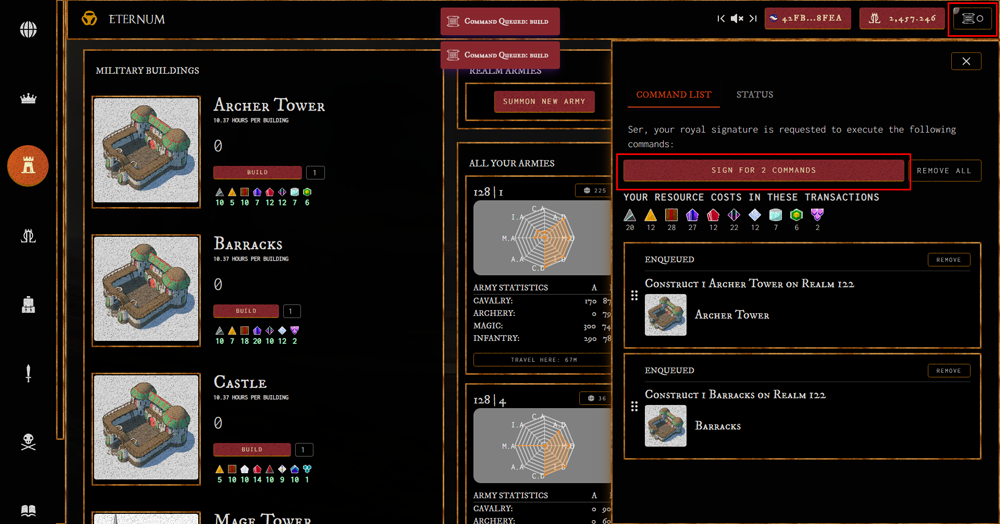 ETERNUM
Command Queued: build
Command Queued: build
42FB...8FEA
2,457.246
0
MILITARY BUILDINGS
Archer Tower
10.37 HOURS PER BUILDING
0
BUILD
1
10 5 10 7 12 12 7 6
Barracks
10.37 HOURS PER BUILDING
0
BUILD
1
10 7 18 20 10 12 2
Castle
10.37 HOURS PER BUILDING
0
BUILD
1
5 10 10 14 10 9 10 1
Mage Tower
REALM ARMIES
SUMMON NEW ARMY
ALL YOUR ARMIES
128 | 1
225
C.A
I.A
A.D
M.A
M.D
A.A
I.D
C.D
ARMY STATISTICS A
CAVALRY: 170 87
ARCHERY: 0 79
MAGIC: 300 74
INFANTRY: 290 78
TRAVEL HERE: 67M
128 | 4
36
C.A
I.A
A.D
M.A
M.D
A.A
I.D
C.D
ARMY STATISTICS A
CAVALRY: 0 90
ARCHERY: 0 60
COMMAND LIST STATUS
Ser, your royal signature is requested to execute the following
commands:
SIGN FOR 2 COMMANDS
REMOVE ALL
YOUR RESOURCE COSTS IN THESE TRANSACTIONS
20 12 28 27 12 22 12 7 6 2
ENQUEUED
REMOVE
Construct 1 Archer Tower on Realm 122
Archer Tower
ENQUEUED
REMOVE
Construct 1 Barracks on Realm 122
Barracks